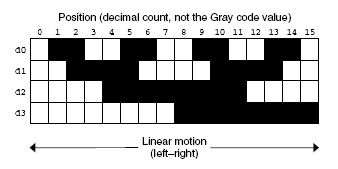 Position (decimal count, not the Gray code value)
0 1 2 3 4 5 6 7 8 9 10 11 12 13 14 15
d0
d1
d2
d3
Linear motion
(left–right)